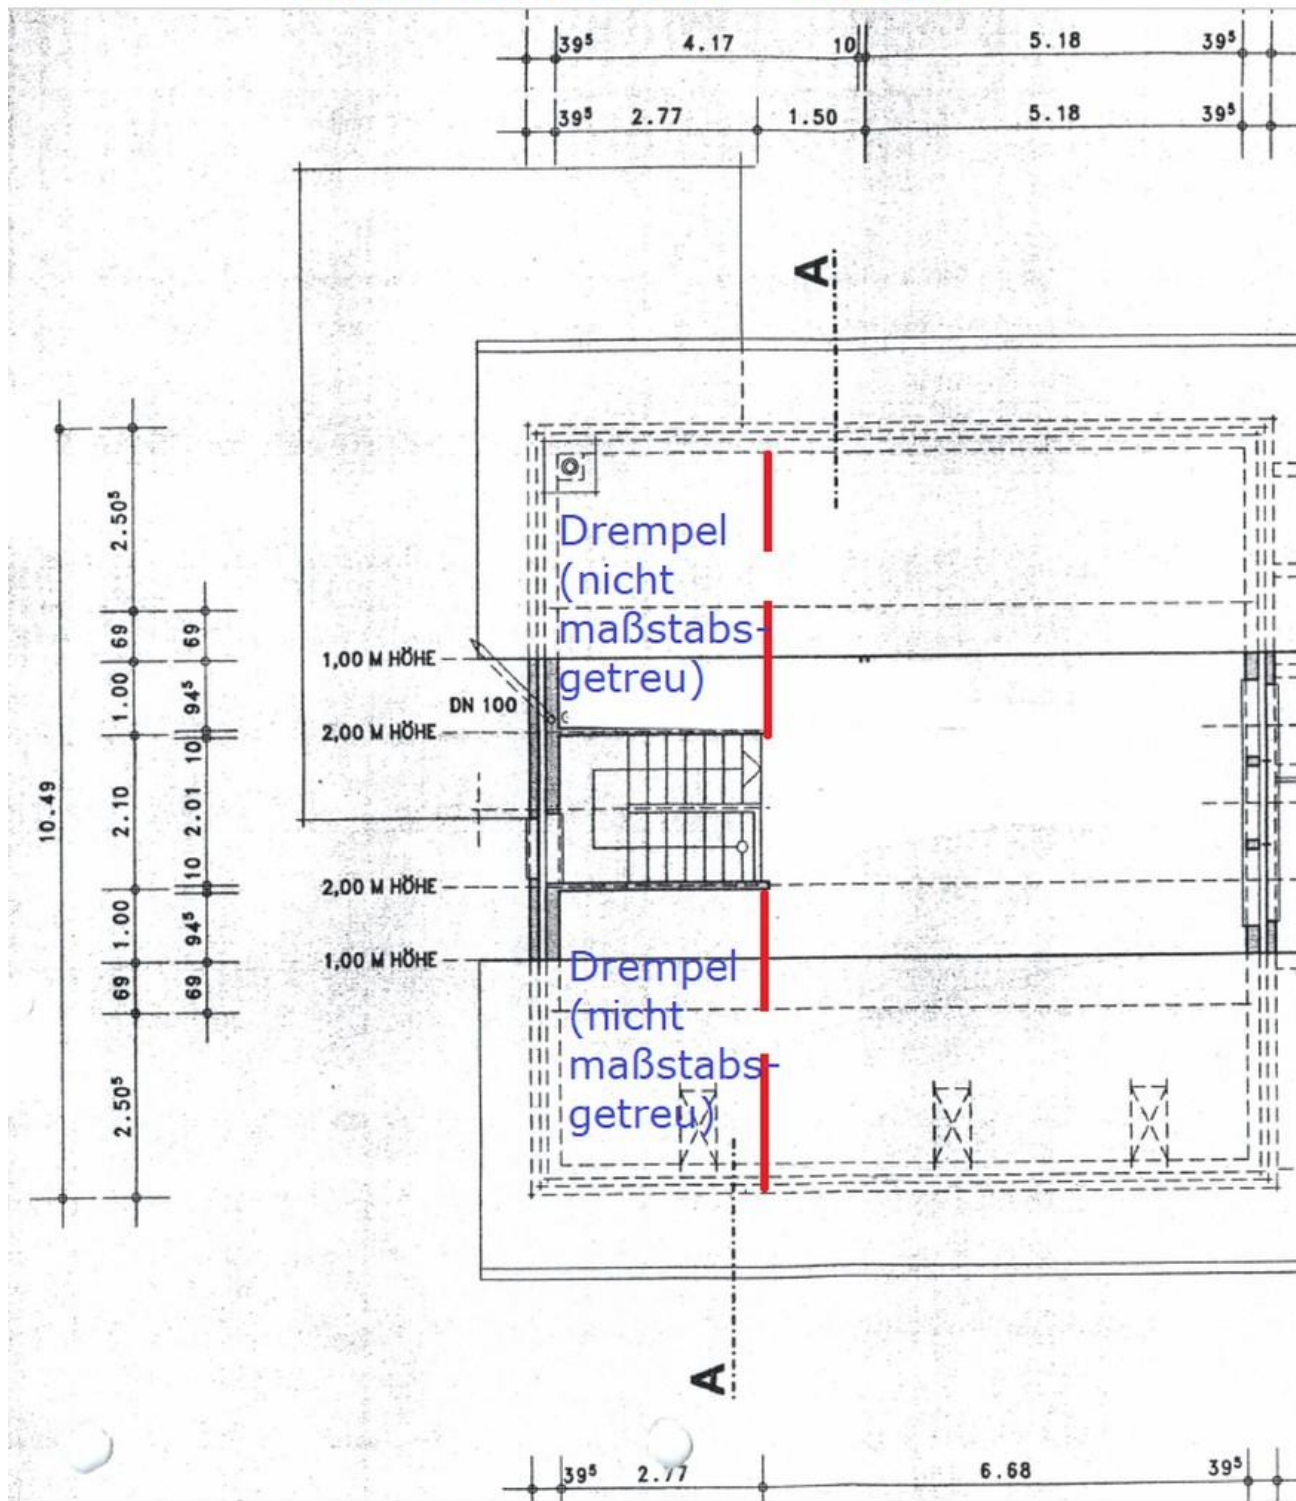 39⁵ 4.17 10 5.18 39⁵
39⁵ 2.77 1.50 5.18 39⁵
A
Drempel
(nicht
maßstabs-
getreu)
1,00 M HÖHE
DN 100
2,00 M HÖHE
2,00 M HÖHE
1,00 M HÖHE
Drempel
(nicht
maßstabs-
getreu)
10.49
2.50⁵
69
1.00
2.10
1.00
69
2.50⁵
69
94⁵
10
2.01
10
94⁵
69
A
39⁵ 2.77 6.68 39⁵